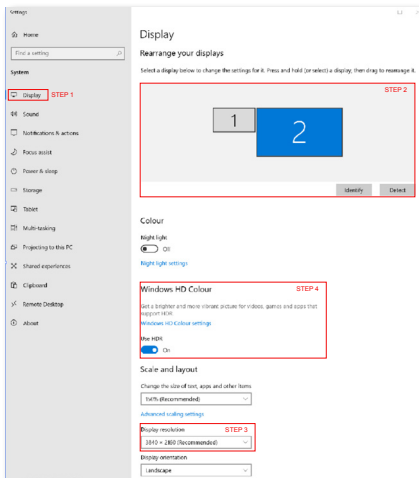 Settings
Home
Find a setting
System
Display STEP 1
Sound
Notifications & actions
Focus assist
Power & sleep
Storage
Tablet
Multi-tasking
Projecting to this PC
Shared experiences
Clipboard
Remote Desktop
About
Display
Rearrange your displays
Select a display below to change the settings for it. Press and hold (or select) a display, then drag to rearrange it.
STEP 2
1
2
Identify Detect
Colour
Night light
Off
Night light settings
Windows HD Colour STEP 4
Get a brighter and more vibrant picture for videos, games and apps that
support HDR
Windows HD Colour settings
Use HDR
On
Scale and layout
Change the size of text, apps and other items
(Recommended)
Advanced scaling settings
Display resolution STEP 3
3840 × 2160 (Recommended)
Display orientation
Landscape